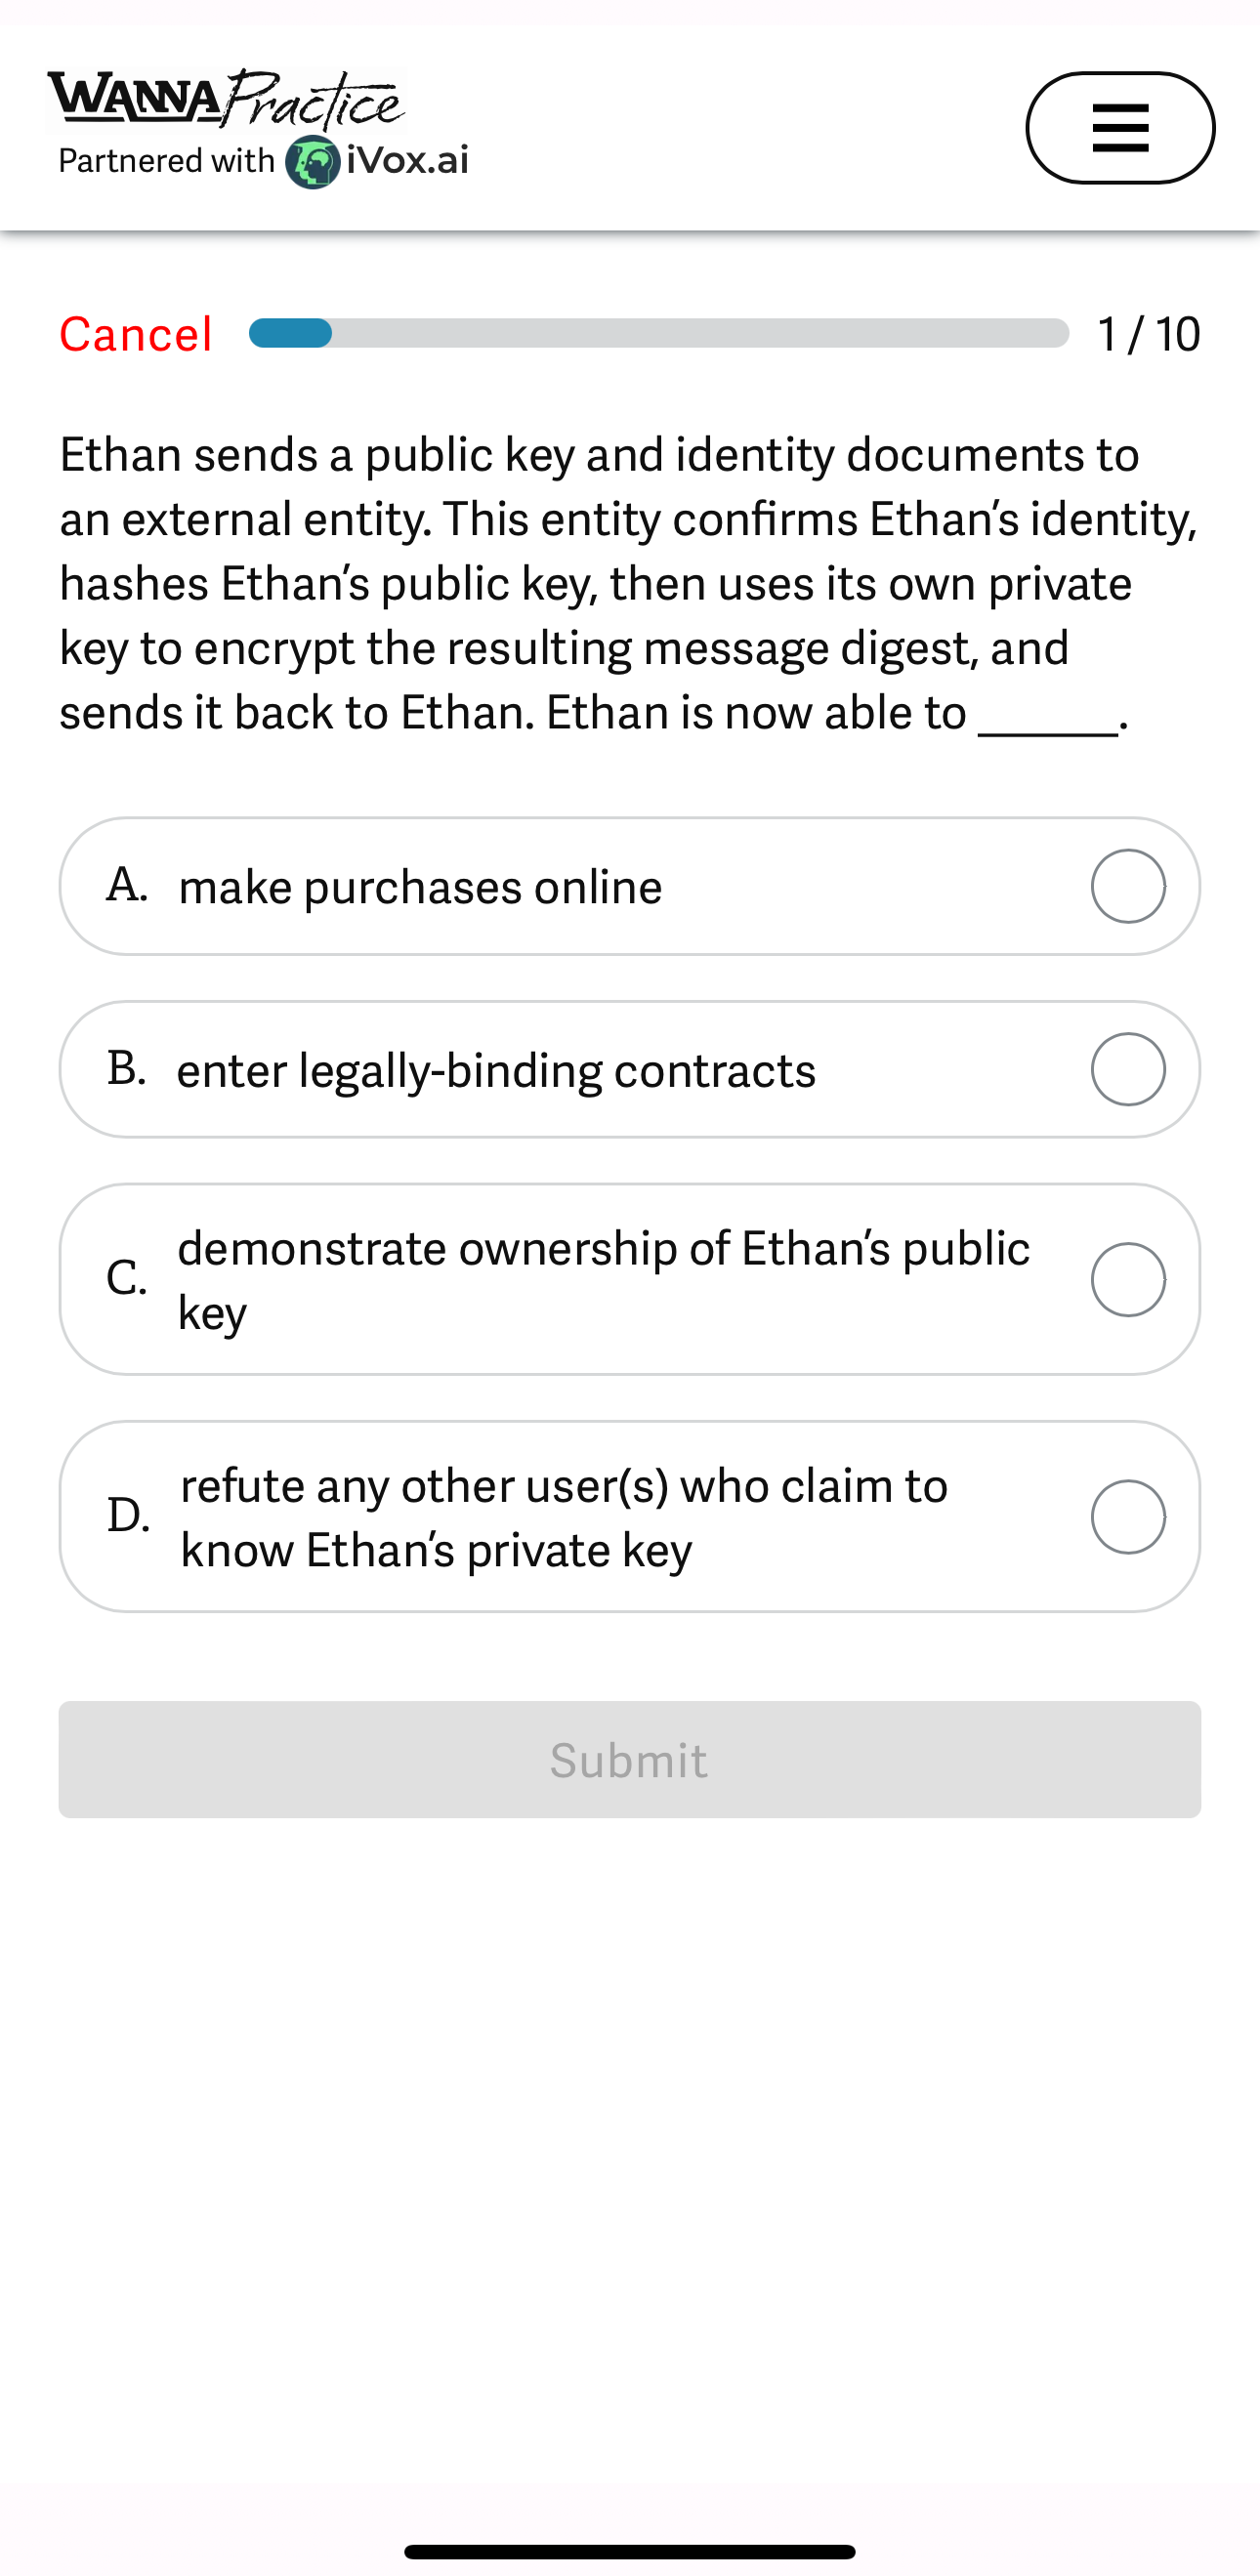 WANNA Practice
Partnered with iVox.ai
Cancel 1 / 10
Ethan sends a public key and identity documents to
an external entity. This entity confirms Ethan’s identity,
hashes Ethan’s public key, then uses its own private
key to encrypt the resulting message digest, and
sends it back to Ethan. Ethan is now able to ______.
A. make purchases online
B. enter legally-binding contracts
C. demonstrate ownership of Ethan’s public
key
D. refute any other user(s) who claim to
know Ethan’s private key
Submit